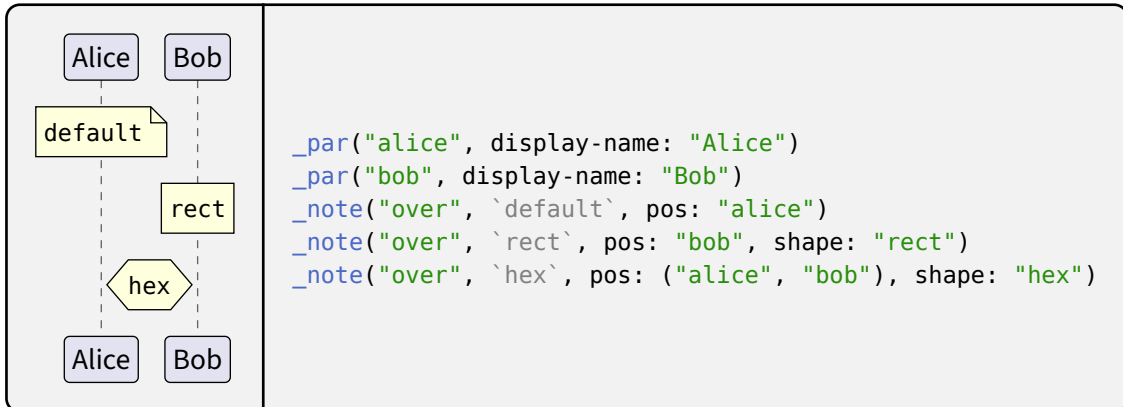 Alice Bob
default
rect
hex
Alice Bob
_par("alice", display-name: "Alice")
_par("bob", display-name: "Bob")
_note("over", `default`, pos: "alice")
_note("over", `rect`, pos: "bob", shape: "rect")
_note("over", `hex`, pos: ("alice", "bob"), shape: "hex")